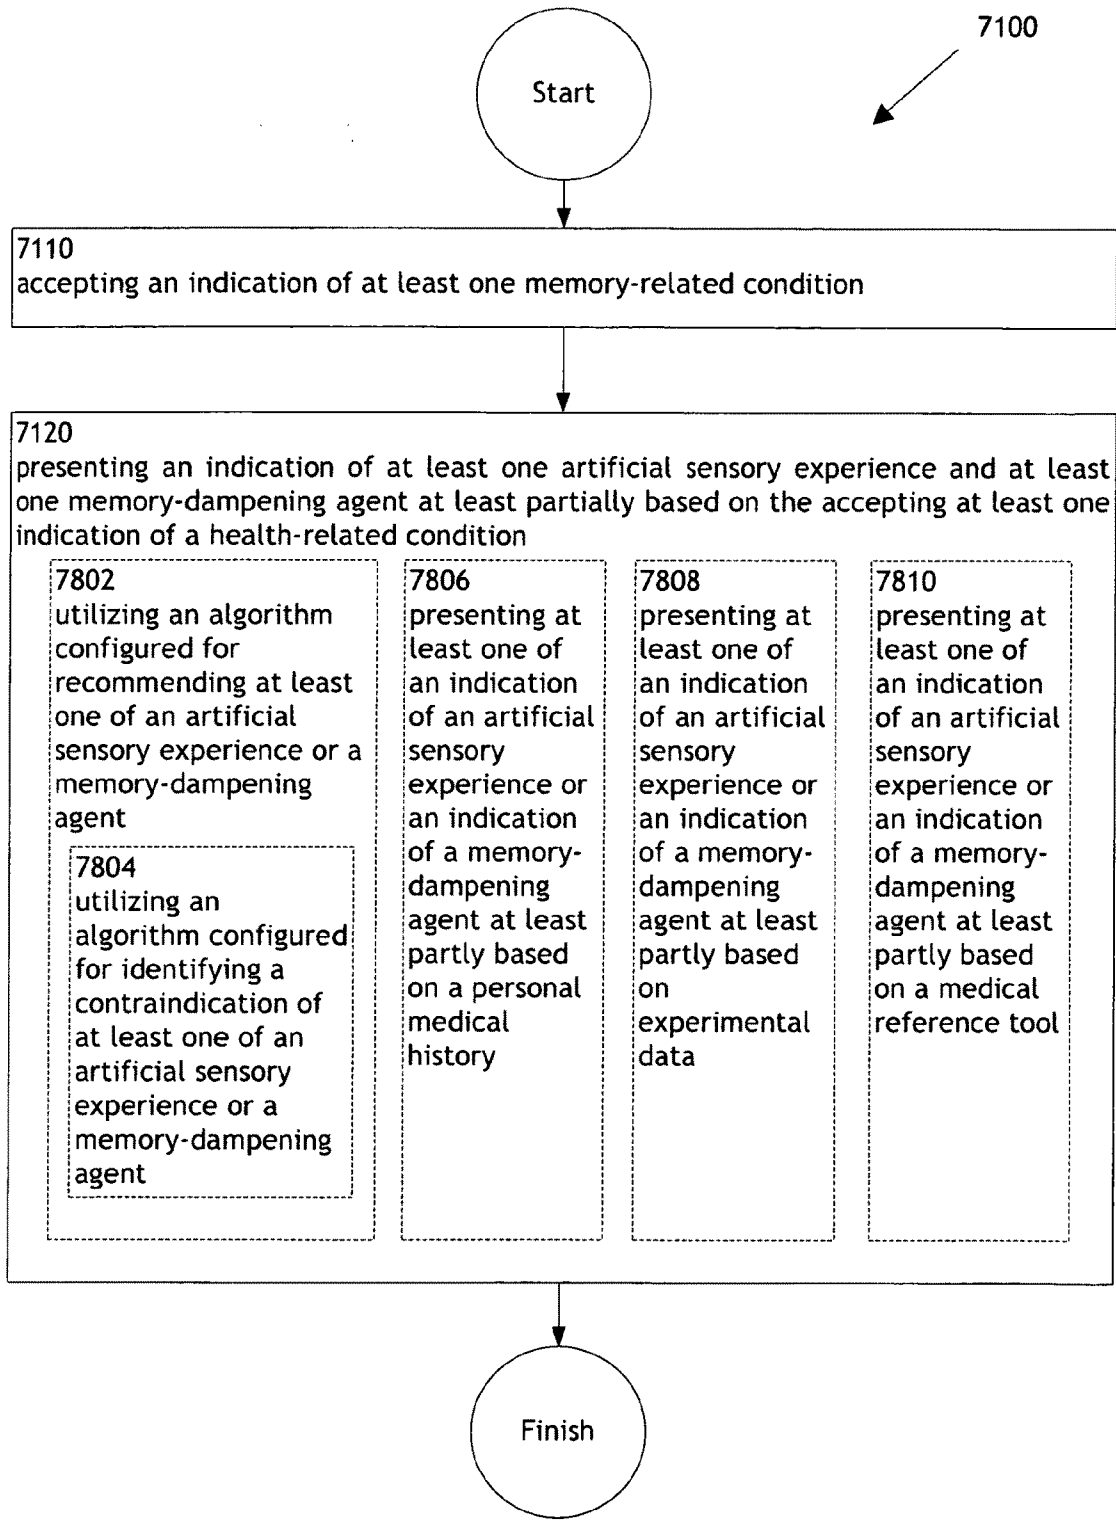 7100
Start
7110
accepting an indication of at least one memory-related condition
7120
presenting an indication of at least one artificial sensory experience and at least
one memory-dampening agent at least partially based on the accepting at least one
indication of a health-related condition
7802
utilizing an algorithm
configured for
recommending at least
one of an artificial
sensory experience or a
memory-dampening
agent
7804
utilizing an
algorithm configured
for identifying a
contraindication of
at least one of an
artificial sensory
experience or a
memory-dampening
agent
7806
presenting at
least one of
an indication
of an artificial
sensory
experience or
an indication
of a memory-
dampening
agent at least
partly based
on a personal
medical
history
7808
presenting at
least one of
an indication
of an artificial
sensory
experience or
an indication
of a memory-
dampening
agent at least
partly based
on
experimental
data
7810
presenting at
least one of
an indication
of an artificial
sensory
experience or
an indication
of a memory-
dampening
agent at least
partly based
on a medical
reference tool
Finish